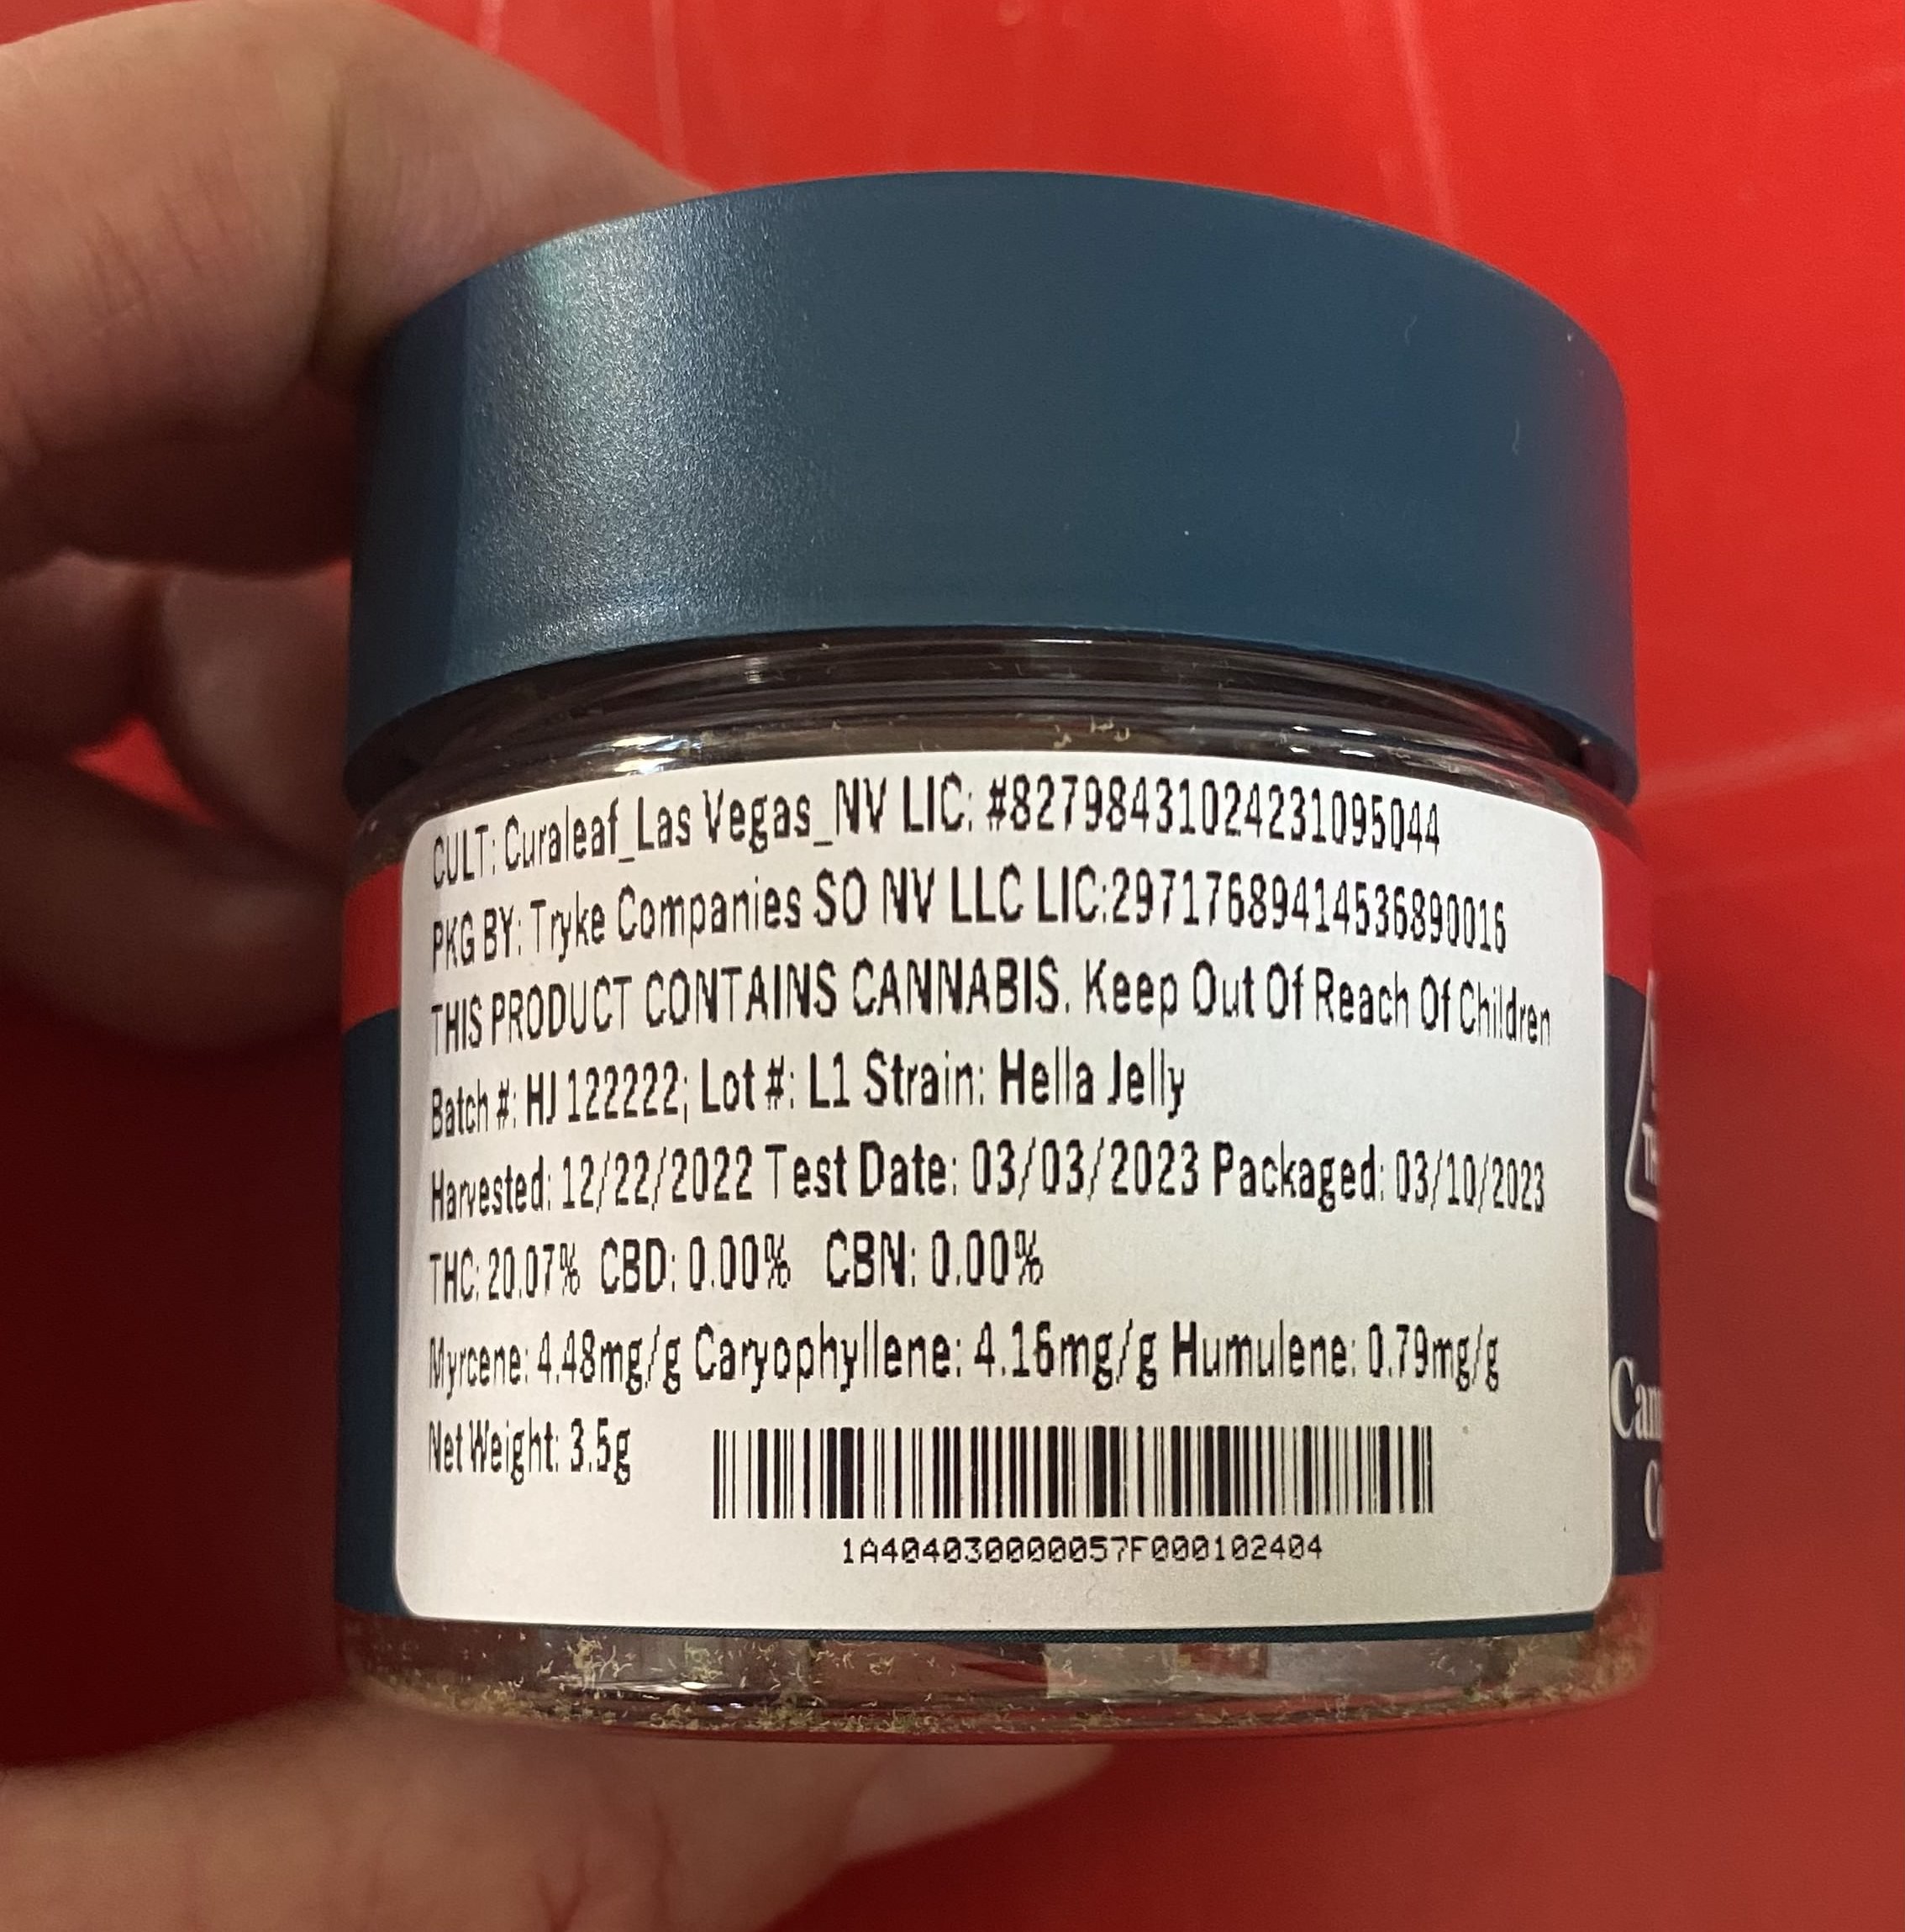 CULT: Curaleaf_Las Vegas_NV LIC: #82798431024231095044
PKG BY: Tryke Companies SO NV LLC LIC:29717689414536890016
THIS PRODUCT CONTAINS CANNABIS. Keep Out Of Reach Of Children
Batch #: HJ 122222; Lot #: L1 Strain: Hella Jelly
Harvested: 12/22/2022 Test Date: 03/03/2023 Packaged: 03/10/2023
THC: 20.07% CBD: 0.00% CBN: 0.00%
Myrcene: 4.48mg/g Caryophyllene: 4.16mg/g Humulene: 0.79mg/g
Net Weight: 3.5g
1A404030000057F000102404